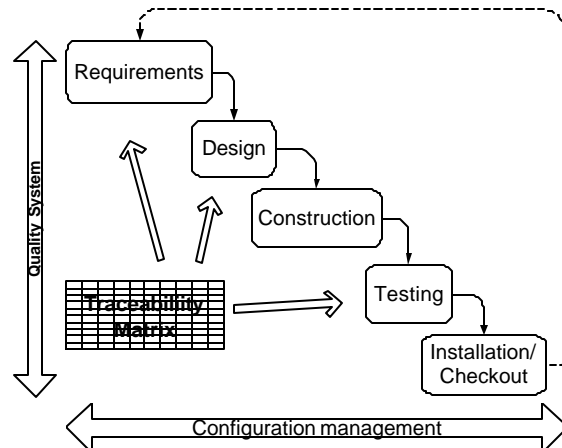 Requirements
Design
Quality System
Construction
Traceability
Matrix
Testing
Installation/
Checkout
Configuration management